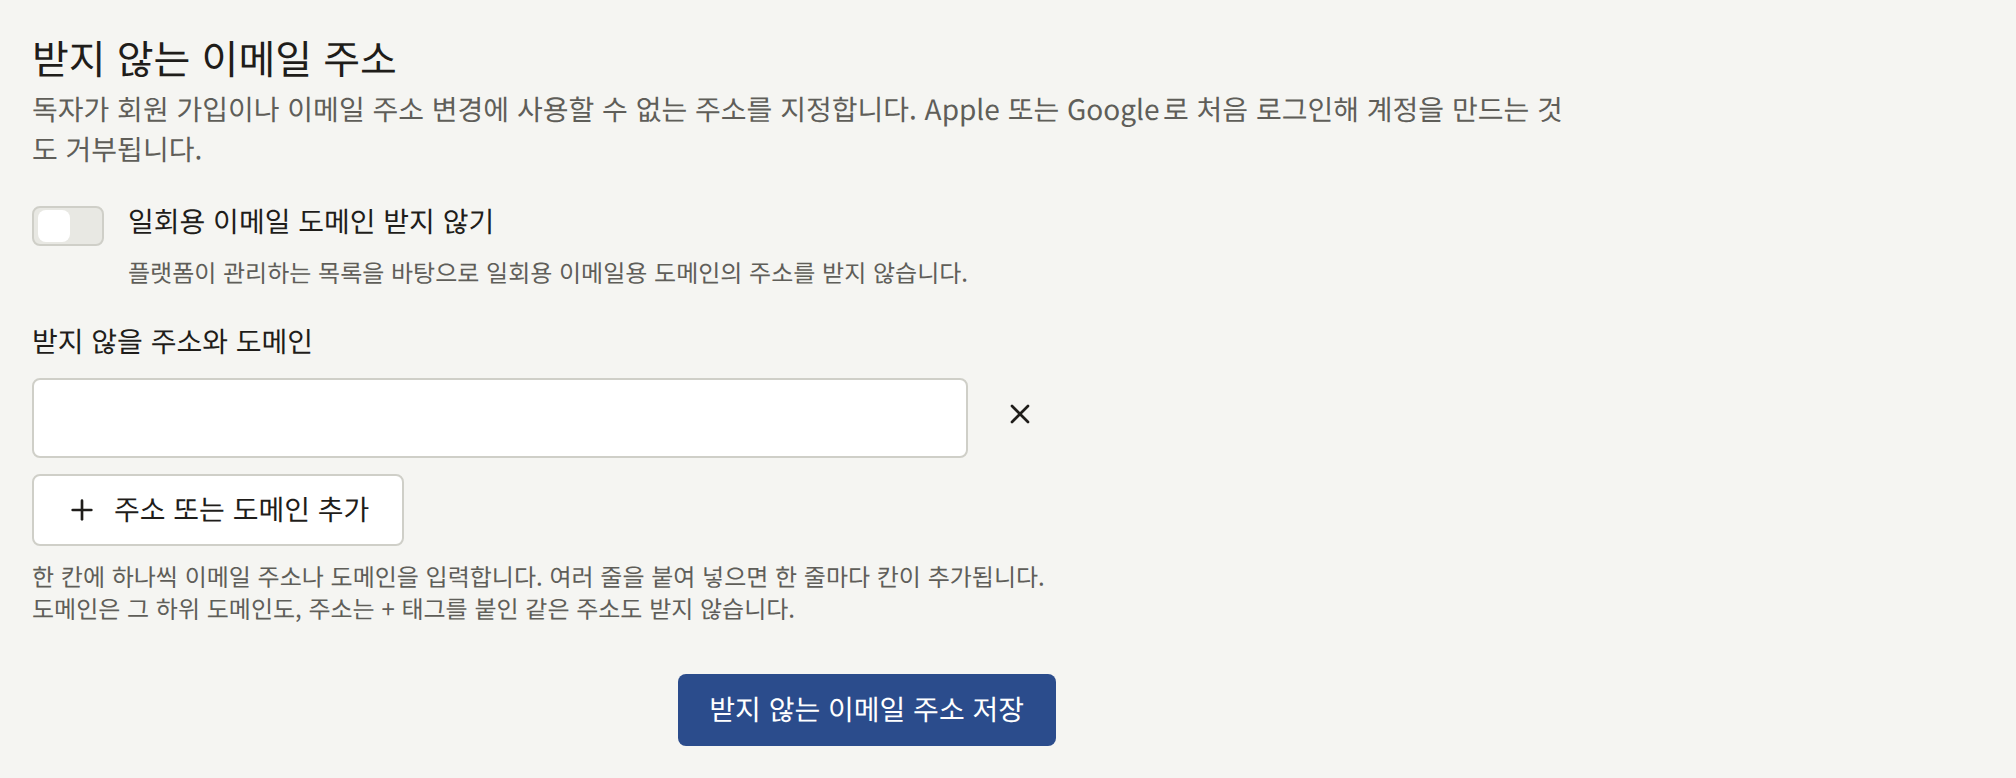 받지 않는 이메일 주소
독자가 회원 가입이나 이메일 주소 변경에 사용할 수 없는 주소를 지정합니다. Apple 또는 Google로 처음 로그인해 계정을 만드는 것
도 거부됩니다.
일회용 이메일 도메인 받지 않기
플랫폼이 관리하는 목록을 바탕으로 일회용 이메일용 도메인의 주소를 받지 않습니다.
받지 않을 주소와 도메인
주소 또는 도메인 추가
한 칸에 하나씩 이메일 주소나 도메인을 입력합니다. 여러 줄을 붙여 넣으면 한 줄마다 칸이 추가됩니다.
도메인은 그 하위 도메인도, 주소는 + 태그를 붙인 같은 주소도 받지 않습니다.
받지 않는 이메일 주소 저장